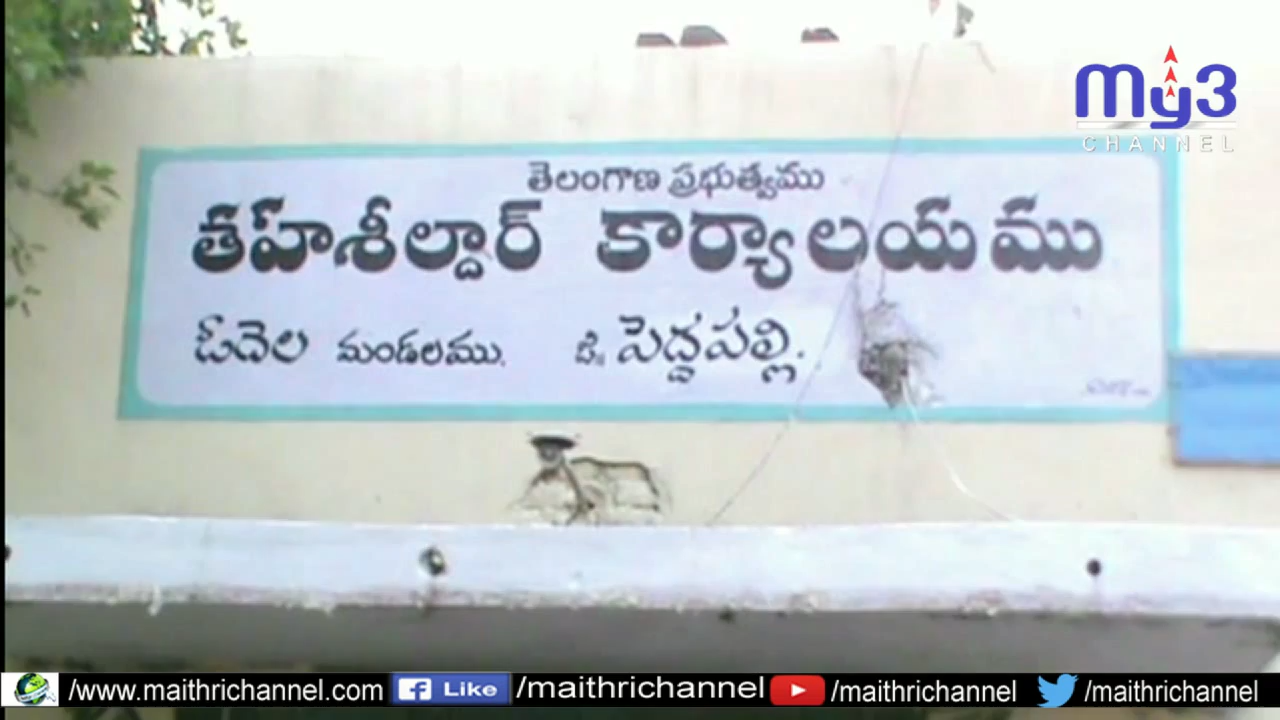 My3
CHANNEL
తెలంగాణ ప్రభుత్వము
తహశీల్దార్ కార్యాలయము
ఓదెల మండలము. జి. పెద్దపల్లి.
/www.maithrichannel.com f Like /maithrichannel /maithrichannel /maithrichannel